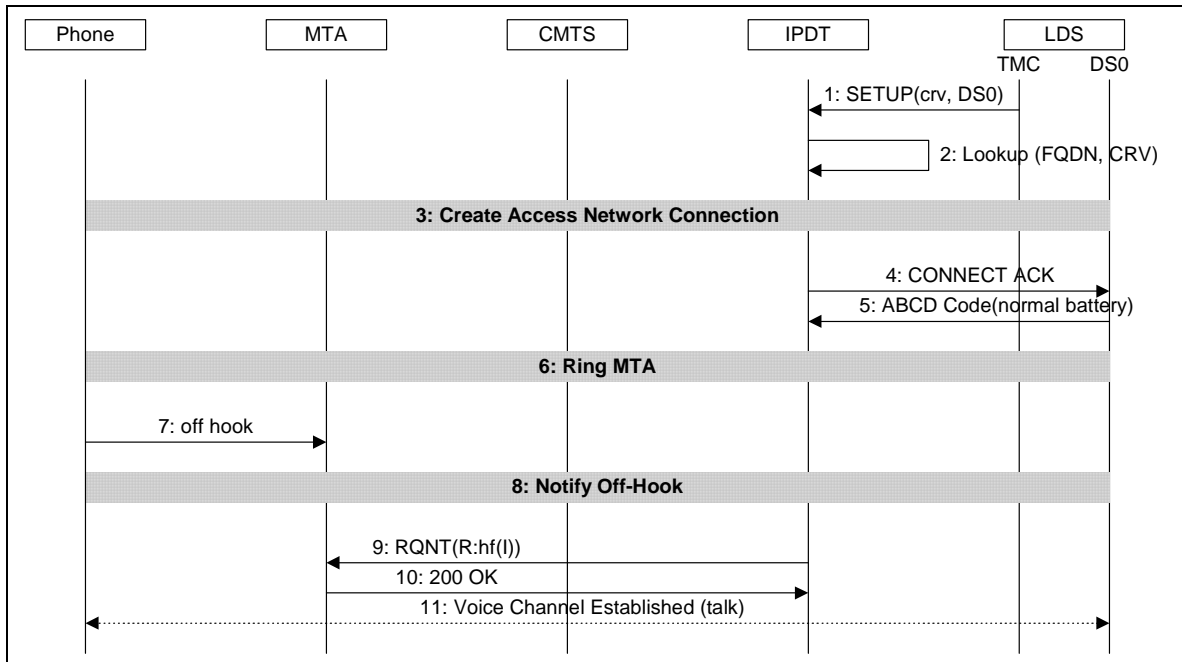 Phone MTA CMTS IPDT LDS
TMC DS0
1: SETUP(crv, DS0)
2: Lookup (FQDN, CRV)
3: Create Access Network Connection
4: CONNECT ACK
5: ABCD Code(normal battery)
6: Ring MTA
7: off hook
8: Notify Off-Hook
9: RQNT(R:hf(I))
10: 200 OK
11: Voice Channel Established (talk)